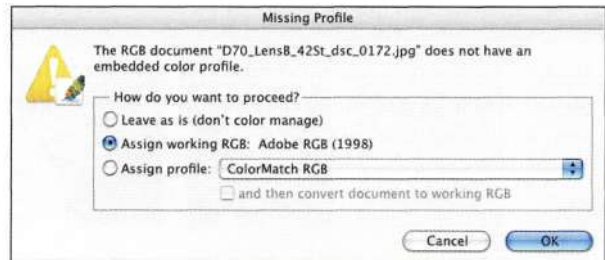 Missing Profile
The RGB document "D70_LensB_42St_dsc_0172.jpg" does not have an
embedded color profile.
How do you want to proceed?
Leave as is (don't color manage)
Assign working RGB: Adobe RGB (1998)
Assign profile: ColorMatch RGB
and then convert document to working RGB
Cancel OK